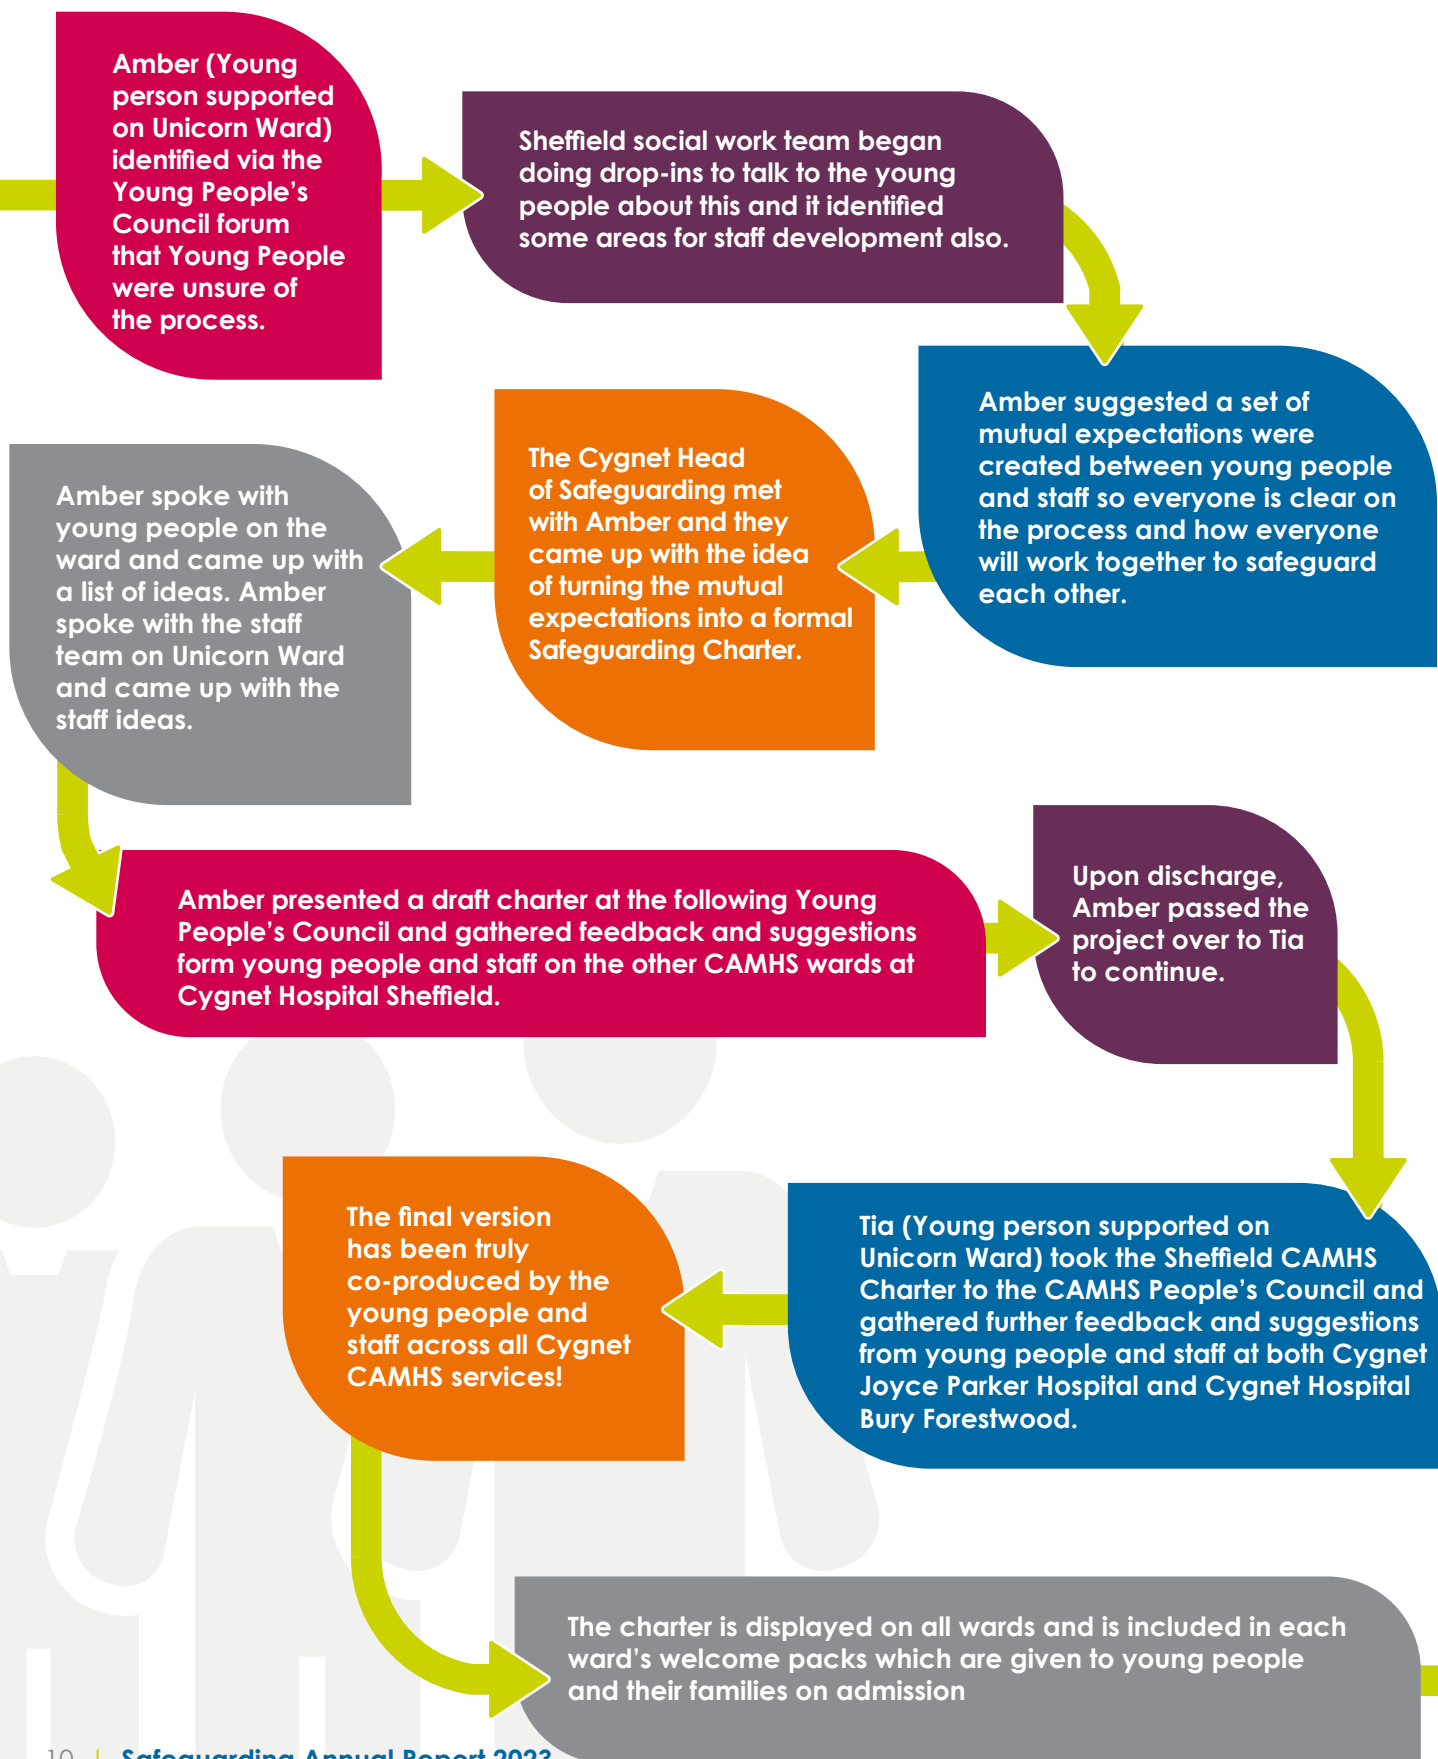 Amber (Young
person supported
on Unicorn Ward)
identified via the
Young People's
Council forum
that Young People
were unsure of
the process.
Sheffield social work team began
doing drop-ins to talk to the young
people about this and it identified
some areas for staff development also.
Amber suggested a set of
mutual expectations were
created between young people
and staff so everyone is clear on
the process and how everyone
will work together to safeguard
each other.
The Cygnet Head
of Safeguarding met
with Amber and they
came up with the idea
of turning the mutual
expectations into a formal
Safeguarding Charter.
Amber spoke with
young people on the
ward and came up with
a list of ideas. Amber
spoke with the staff
team on Unicorn Ward
and came up with the
staff ideas.
Amber presented a draft charter at the following Young
People's Council and gathered feedback and suggestions
form young people and staff on the other CAMHS wards at
Cygnet Hospital Sheffield.
Upon discharge,
Amber passed the
project over to Tia
to continue.
Tia (Young person supported on
Unicorn Ward) took the Sheffield CAMHS
Charter to the CAMHS People's Council and
gathered further feedback and suggestions
from young people and staff at both Cygnet
Joyce Parker Hospital and Cygnet Hospital
Bury Forestwood.
The final version
has been truly
co-produced by the
young people and
staff across all Cygnet
CAMHS services!
The charter is displayed on all wards and is included in each
ward's welcome packs which are given to young people
and their families on admission
10 | Safeguarding Annual Report 2023